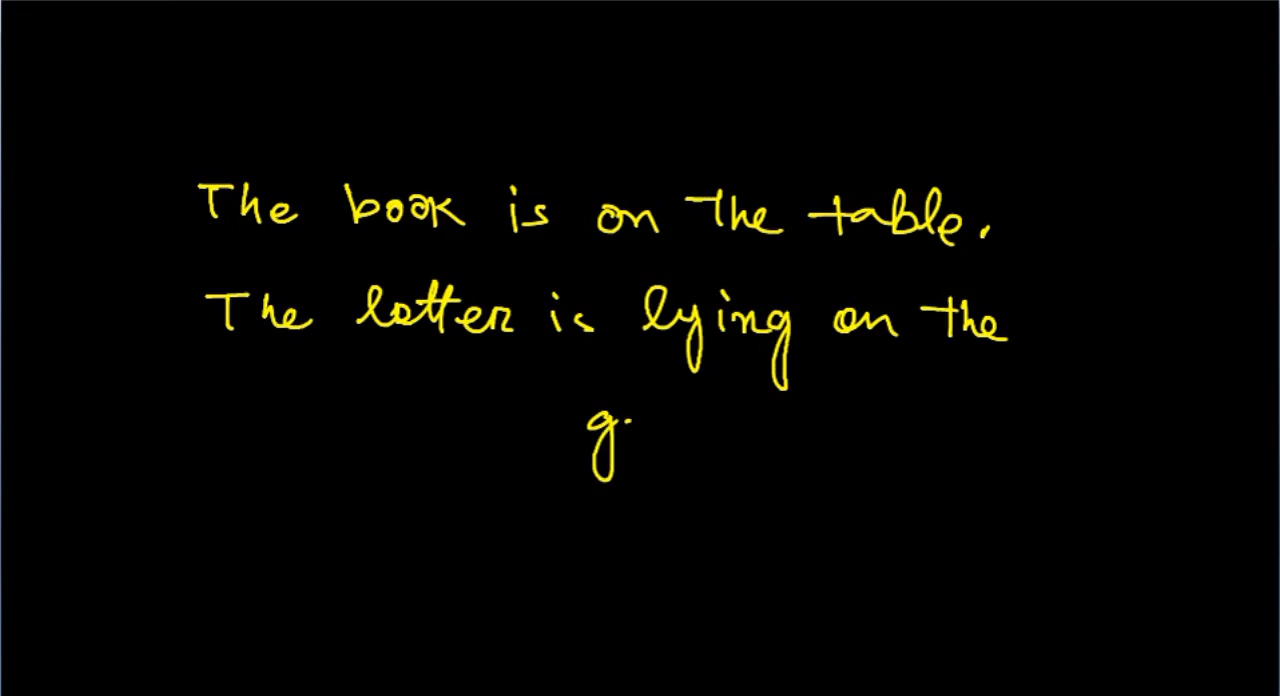 The book is on the table.
The letter is lying on the
g